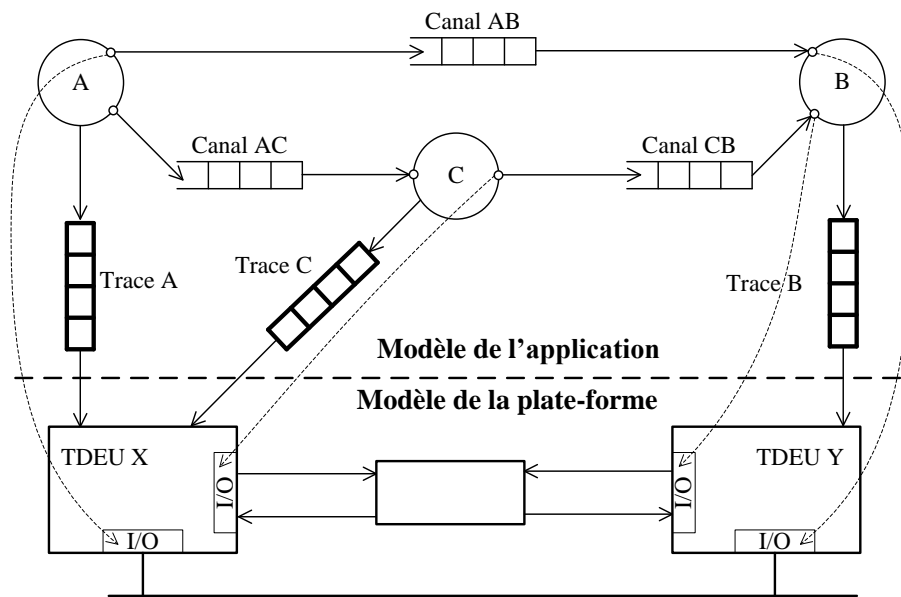 Canal AB
A
B
Canal AC
Canal CB
C
Trace A
Trace C
Trace B
Modèle de l’application
Modèle de la plate-forme
TDEU X
I/O
I/O
TDEU Y
I/O
I/O